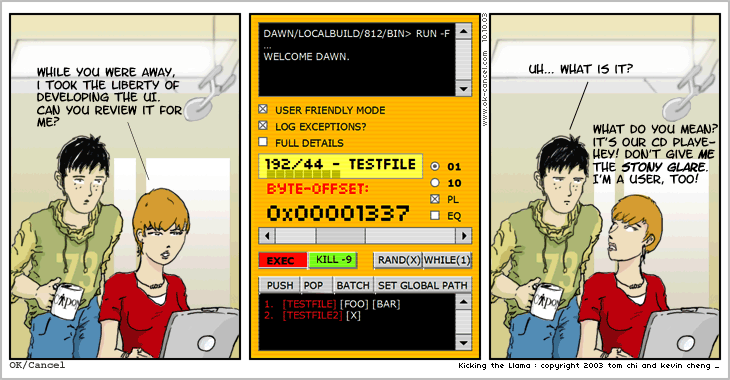 WHILE YOU WERE AWAY,
I TOOK THE LIBERTY OF
DEVELOPING THE UI.
CAN YOU REVIEW IT FOR
ME?
73
DAWN/LOCALBUILD/812/BIN> RUN -F
...
WELCOME DAWN.
USER FRIENDLY MODE
LOG EXCEPTIONS?
FULL DETAILS
192/44 - TESTFILE
BYTE-OFFSET:
0x00001337
01
10
PL
EQ
EXEC
KILL -9
RAND(X)
WHILE(1)
PUSH
POP
BATCH
SET GLOBAL PATH
1. [TESTFILE] [FOO] [BAR]
2. [TESTFILE2] [X]
www.ok-cancel.com 10.10.03
UH... WHAT IS IT?
WHAT DO YOU MEAN?
IT'S OUR CD PLAYE-
HEY! DON'T GIVE ME
THE STONY GLARE.
I'M A USER, TOO!
73
OK/Cancel
Kicking the Llama : copyright 2003 tom chi and kevin cheng _